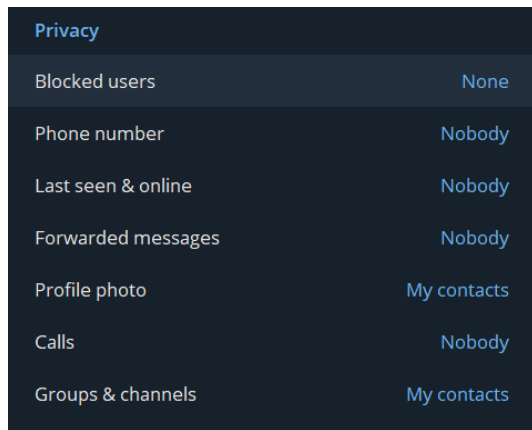 Privacy
Blocked users None
Phone number Nobody
Last seen & online Nobody
Forwarded messages Nobody
Profile photo My contacts
Calls Nobody
Groups & channels My contacts